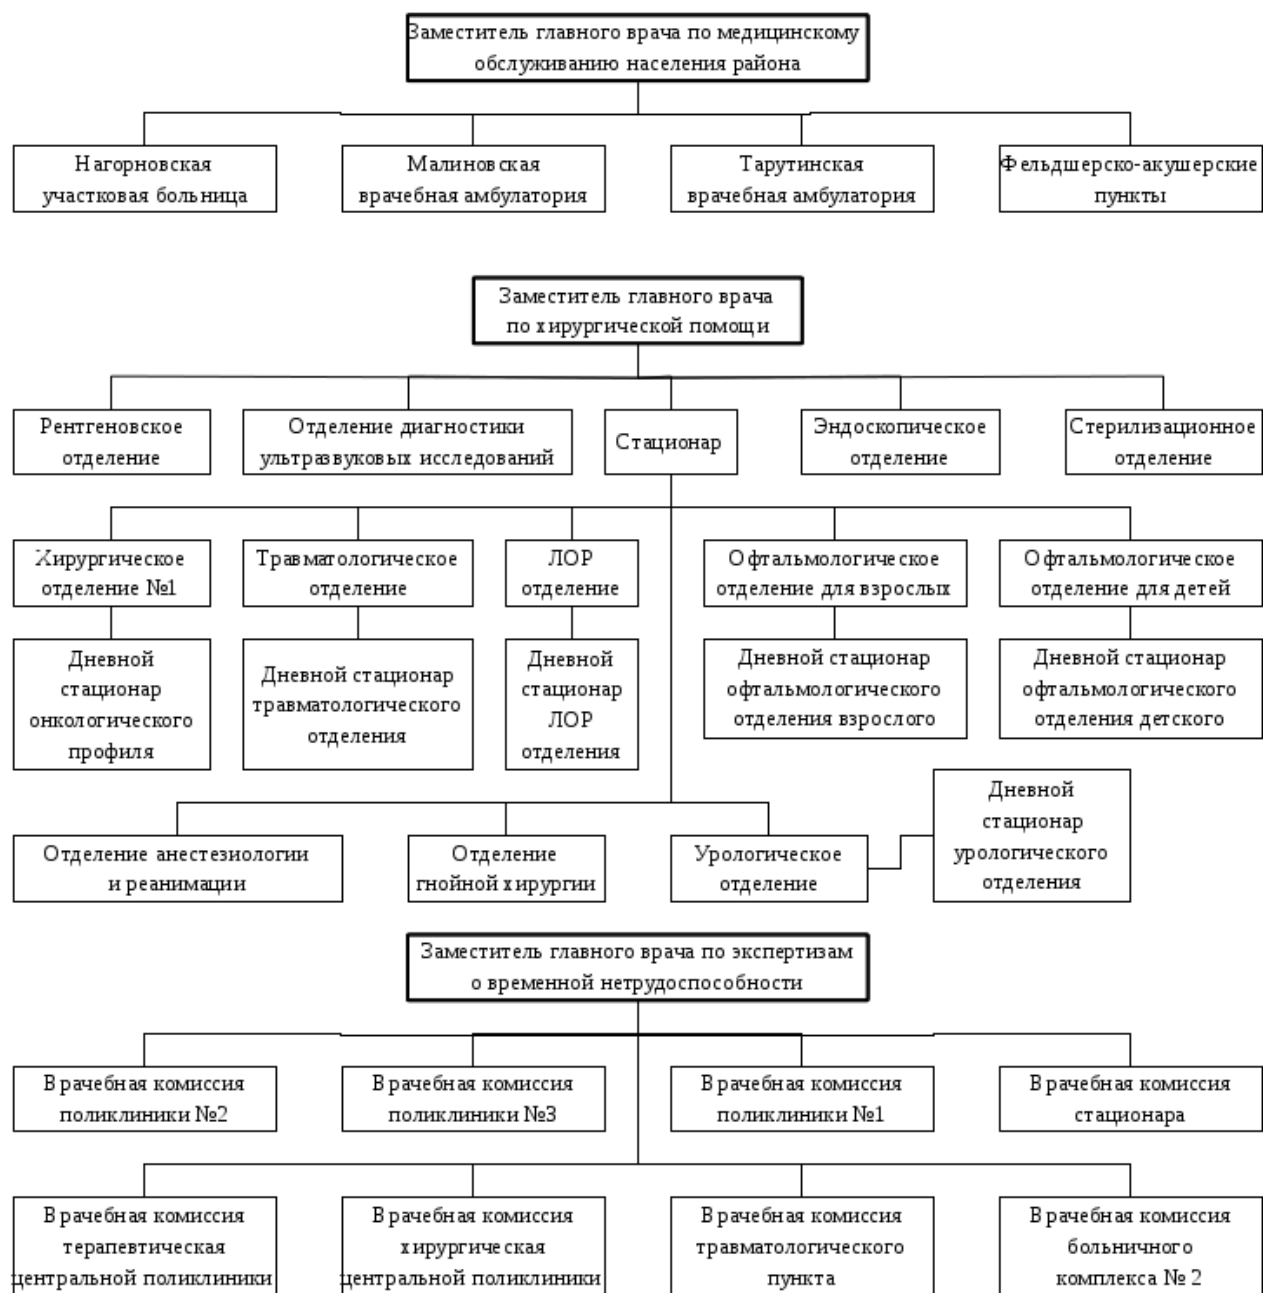 Заместитель главного врача по медицинскому
обслуживанию населения района
Нагорновская
участковая больница
Малиновская
врачебная амбулатория
Тарутинская
врачебная амбулатория
Фельдшерско-акушерские
пункты
Заместитель главного врача
по хирургической помощи
Рентгеновское
отделение
Отделение диагностики
ультразвуковых исследований
Стационар
Эндоскопическое
отделение
Стерилизационное
отделение
Хирургическое
отделение №1
Травматологическое
отделение
ЛОР
отделение
Офтальмологическое
отделение для взрослых
Офтальмологическое
отделение для детей
Дневной
стационар
онкологического
профиля
Дневной стационар
травматологического
отделения
Дневной
стационар
ЛОР
отделения
Дневной стационар
офтальмологического
отделения взрослого
Дневной стационар
офтальмологического
отделения детского
Отделение анестезиологии
и реанимации
Отделение
гнойной хирургии
Урологическое
отделение
Дневной
стационар
урологического
отделения
Заместитель главного врача по экспертизам
о временной нетрудоспособности
Врачебная комиссия
поликлиники №2
Врачебная комиссия
поликлиники №3
Врачебная комиссия
поликлиники №1
Врачебная комиссия
стационара
Врачебная комиссия
терапевтическая
центральной поликлиники
Врачебная комиссия
хирургическая
центральной поликлиники
Врачебная комиссия
травматологического
пункта
Врачебная комиссия
больничного
комплекса № 2